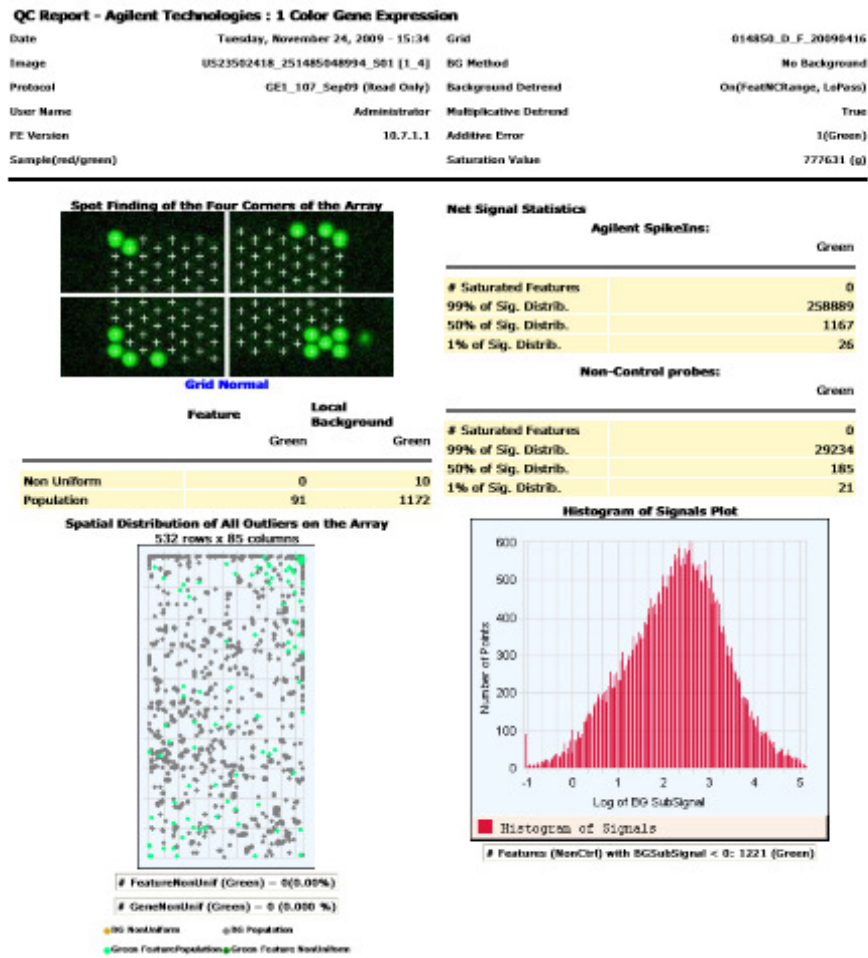 QC Report - Agilent Technologies : 1 Color Gene Expression
Date Tuesday, November 24, 2009 - 15:34 Grid 014850_D_F_20090416
Image US23502418_251485048994_S01 [1_4] BG Method No Background
Protocol GE1_107_Sep09 (Read Only) Background Detrend On(FeatNCRange, LoPass)
User Name Administrator Multiplicative Detrend True
FE Version 10.7.1.1 Additive Error 1(Green)
Sample(red/green) Saturation Value 777631 (g)
Spot Finding of the Four Corners of the Array
Grid Normal
Feature Local Background
Green Green
Non Uniform 0 10
Population 91 1172
Spatial Distribution of All Outliers on the Array
532 rows x 85 columns
# FeatureNonUnif (Green) = 0(0.00%)
# GeneNonUnif (Green) = 0 (0.000 %)
BG NonUniform BG Population
Green FeaturePopulation Green Feature NonUniform
Net Signal Statistics
Agilent SpikeIns:
Green
# Saturated Features 0
99% of Sig. Distrib. 258889
50% of Sig. Distrib. 1167
1% of Sig. Distrib. 26
Non-Control probes:
Green
# Saturated Features 0
99% of Sig. Distrib. 29234
50% of Sig. Distrib. 185
1% of Sig. Distrib. 21
Histogram of Signals Plot
600
500
400
300
200
100
0
Number of Points
-1 0 1 2 3 4 5
Log of BG SubSignal
Histogram of Signals
# Features (NonCtrl) with BGSubSignal < 0: 1221 (Green)